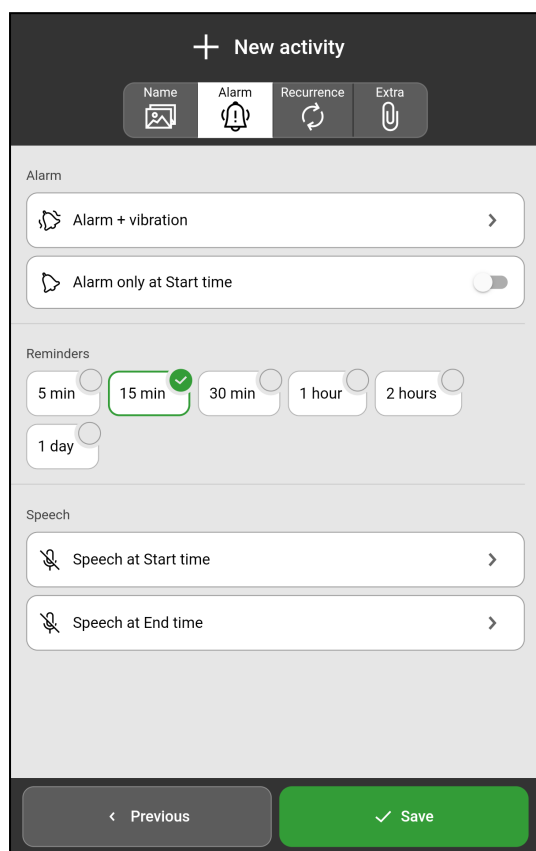 New activity
Name Alarm Recurrence Extra
Alarm
Alarm + vibration
Alarm only at Start time
Reminders
5 min 15 min 30 min 1 hour 2 hours
1 day
Speech
Speech at Start time
Speech at End time
Previous Save